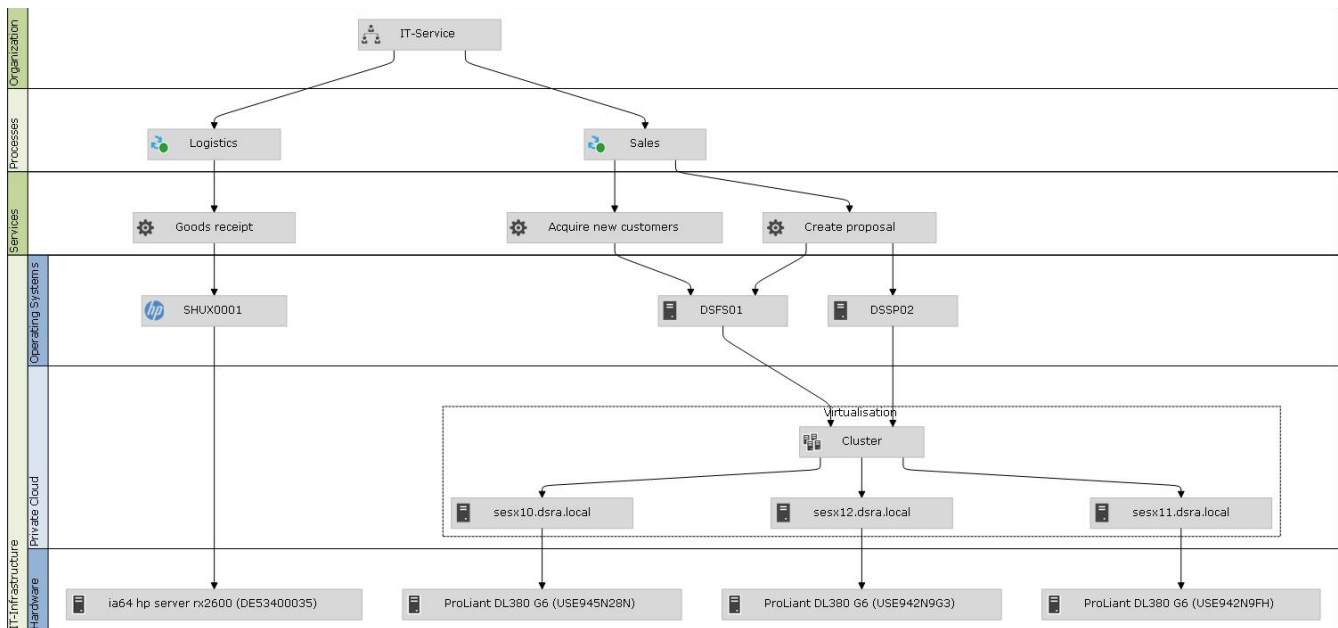 Organization
IT-Service
Processes
Logistics
Sales
Services
Goods receipt
Acquire new customers
Create proposal
IT-Infrastructure
Operating Systems
hp
SHUX0001
DSFS01
DSSP02
Private Cloud
Virtualisation
Cluster
sesx10.dsra.local
sesx12.dsra.local
sesx11.dsra.local
Hardware
ia64 hp server rx2600 (DE53400035)
ProLiant DL380 G6 (USE945N28N)
ProLiant DL380 G6 (USE942N9G3)
ProLiant DL380 G6 (USE942N9FH)